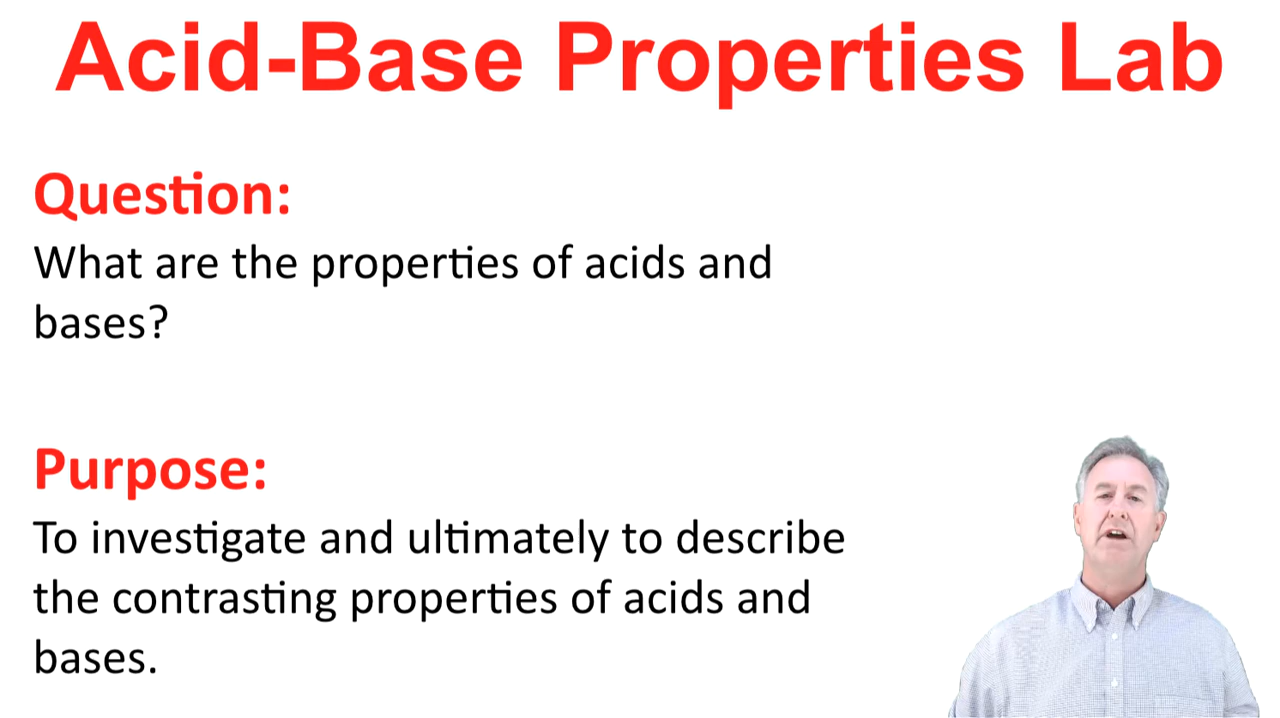 Acid-Base Properties Lab
Question:
What are the properties of acids and
bases?
Purpose:
To investigate and ultimately to describe
the contrasting properties of acids and
bases.